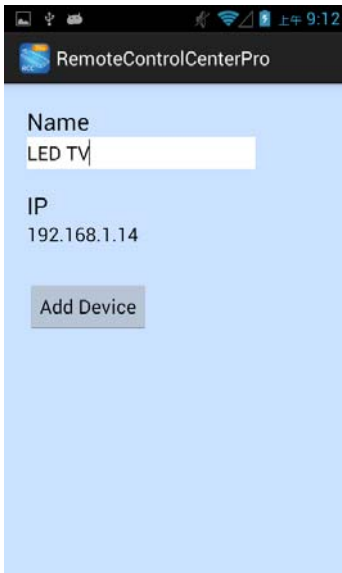 上午 9:12
RemoteControlCenterPro
Name
LED TV
IP
192.168.1.14
Add Device